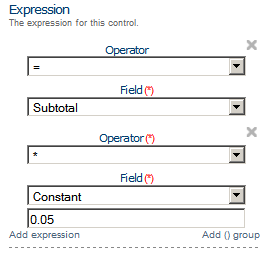 Expression
The expression for this control.
Operator
=
Field (*)
Subtotal
Operator (*)
*
Field (*)
Constant
0.05
Add expression Add () group